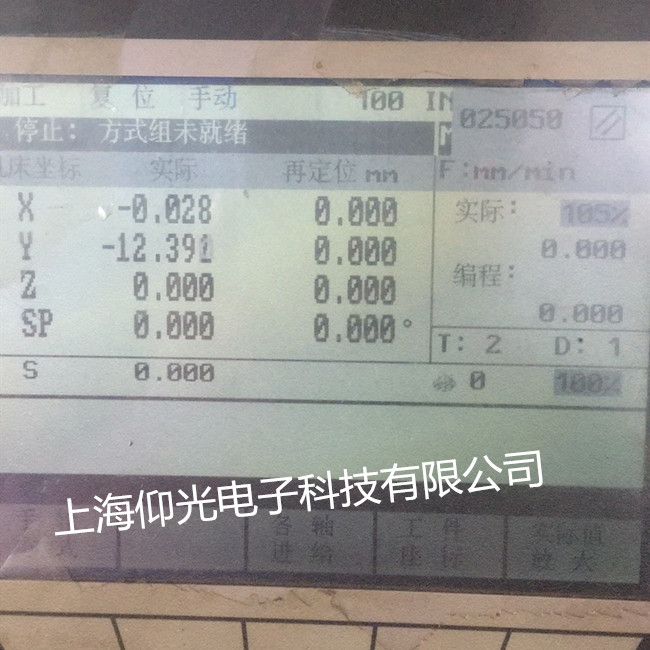 加工 复位 手动 100 IN
停止: 方式组未就绪 M 025050
床坐标 实际 再定位 mm F:mm/min
X -0.028 0.000 实际: 105%
Y -12.391 0.000 0.000
Z 0.000 0.000 编程:
SP 0.000 0.000° 0.000
T: 2 D: 1
S 0.000 0 100%
上海仰光电子科技有限公司
各轴 工件 实际值
进给 座标 放大